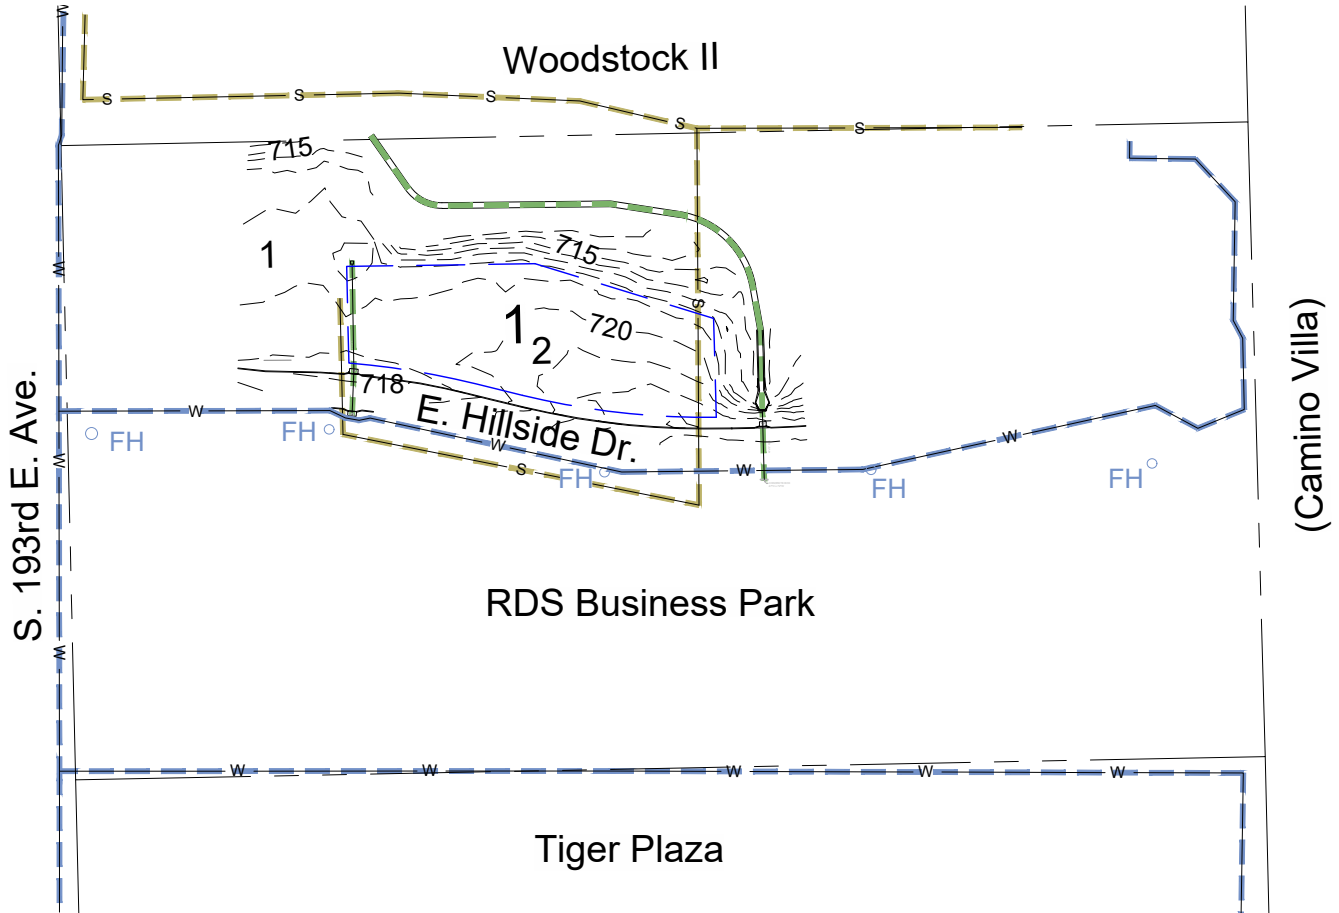 W
Woodstock II
S
S
S
S
S
715
1
W
715
S
1
2
720
718
E. Hillside Dr.
W
FH
FH
W
S
FH
W
FH
W
FH
W
S. 193rd E. Ave.
(Camino Villa)
RDS Business Park
W
W
W
W
W
W
Tiger Plaza